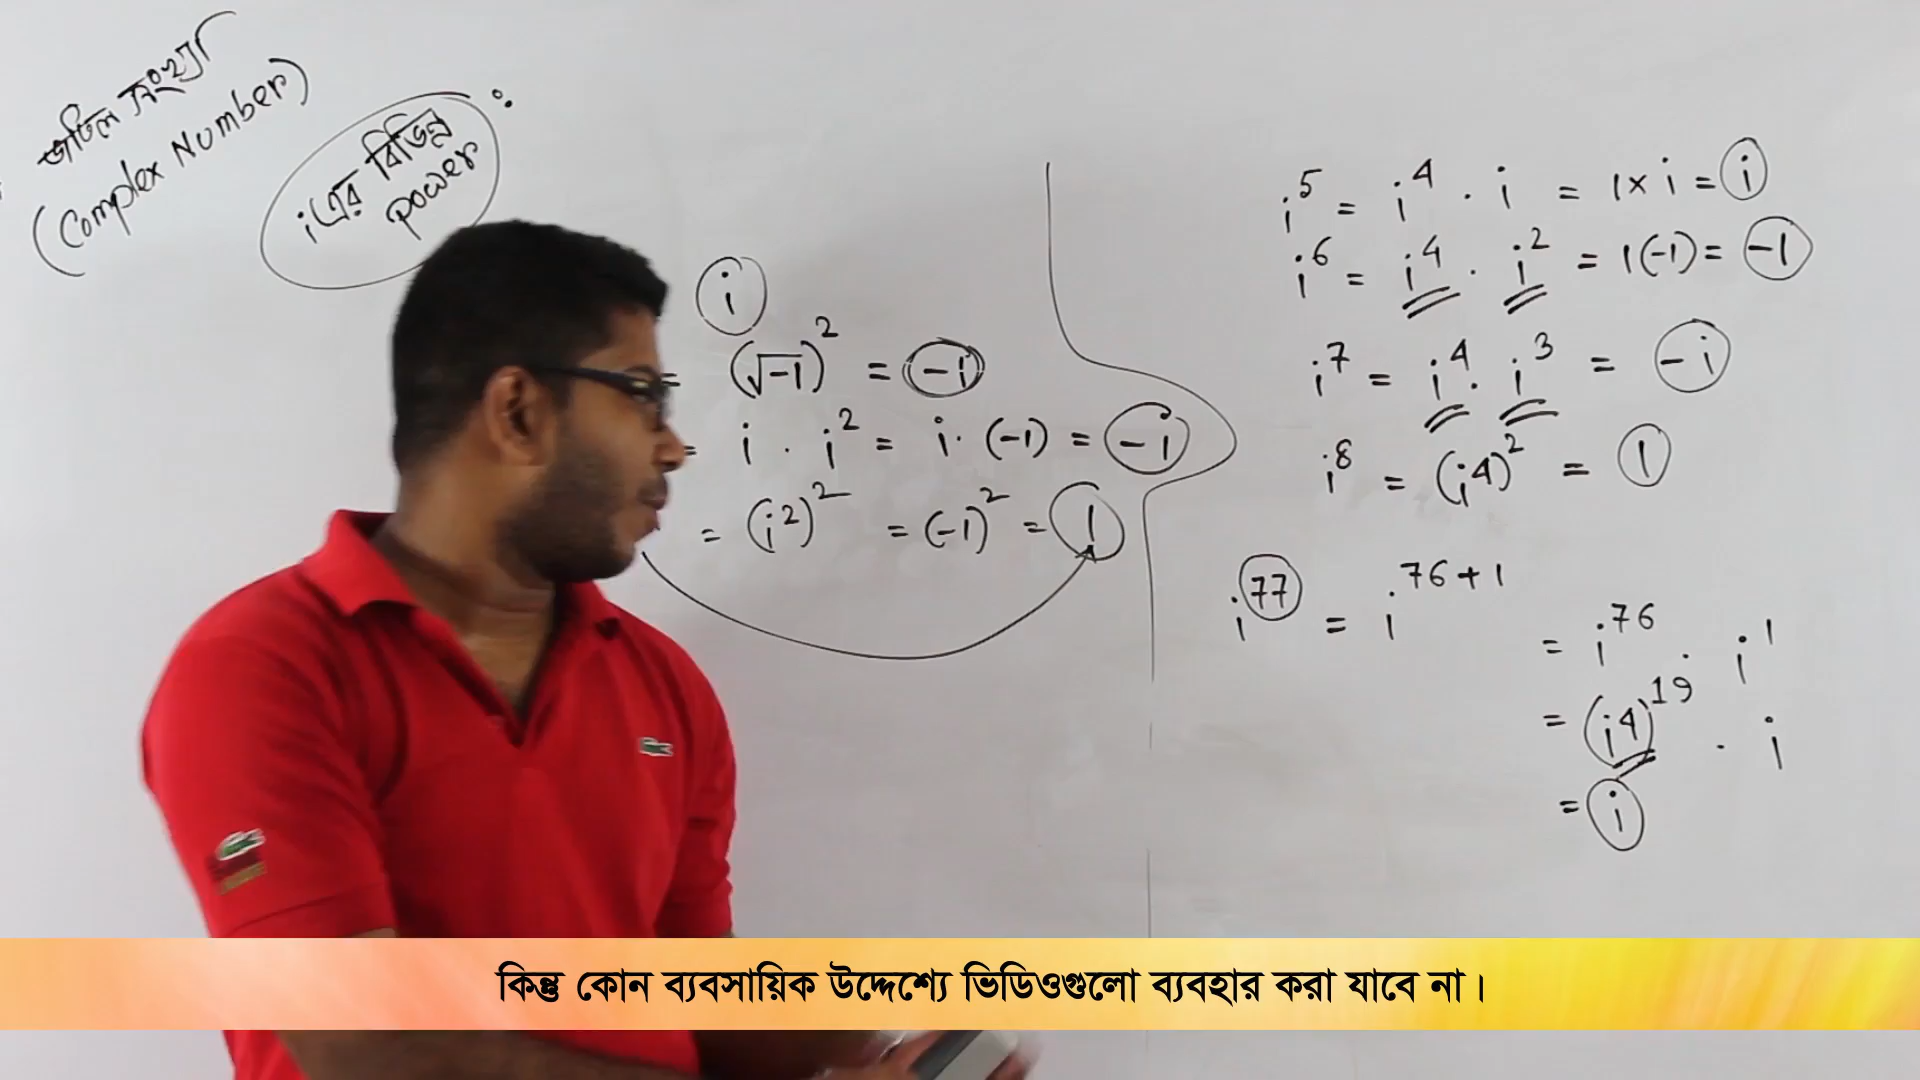 জটিল সংখ্যা
(Complex Number)
i এর বিভিন্ন
power :
i
= (√-1)² = -1
= i . i² = i . (-1) = -i
= (i²)² = (-1)² = 1
i⁵ = i⁴ . i = 1 × i = i
i⁶ = i⁴ . i² = 1(-1) = -1
i⁷ = i⁴ . i³ = -i
i⁸ = (i⁴)² = 1
i⁷⁷ = i⁷⁶⁺¹
= i⁷⁶ . i¹
= (i⁴)¹⁹ . i
= i
কিন্তু কোন ব্যবসায়িক উদ্দেশ্যে ভিডিওগুলো ব্যবহার করা যাবে না।